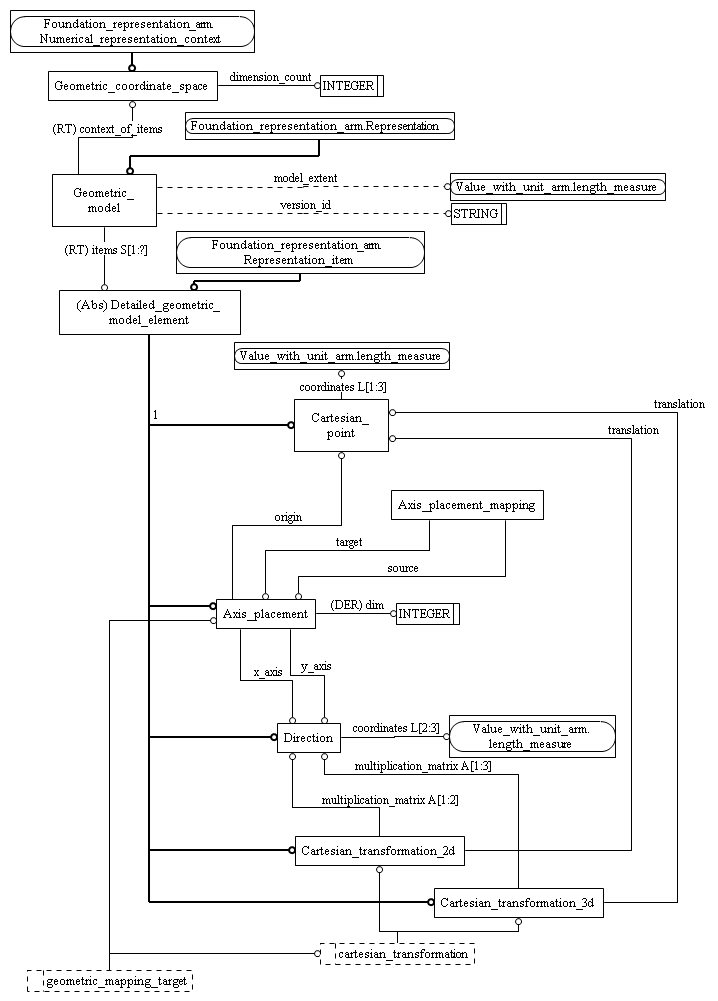 Foundation_representation_arm.
Numerical_representation_context
Geometric_coordinate_space
dimension_count
INTEGER
(RT) context_of_items
Foundation_representation_arm.Representation
Geometric_
model
model_extent
Value_with_unit_arm.length_measure
version_id
STRING
(RT) items S[1:?]
Foundation_representation_arm.
Representation_item
(Abs) Detailed_geometric_
model_element
Value_with_unit_arm.length_measure
coordinates L[1:3]
1
Cartesian_
point
translation
translation
Axis_placement_mapping
origin
target
source
Axis_placement
(DER) dim
INTEGER
x_axis
y_axis
Direction
coordinates L[2:3]
Value_with_unit_arm.
length_measure
multiplication_matrix A[1:3]
multiplication_matrix A[1:2]
Cartesian_transformation_2d
Cartesian_transformation_3d
cartesian_transformation
geometric_mapping_target